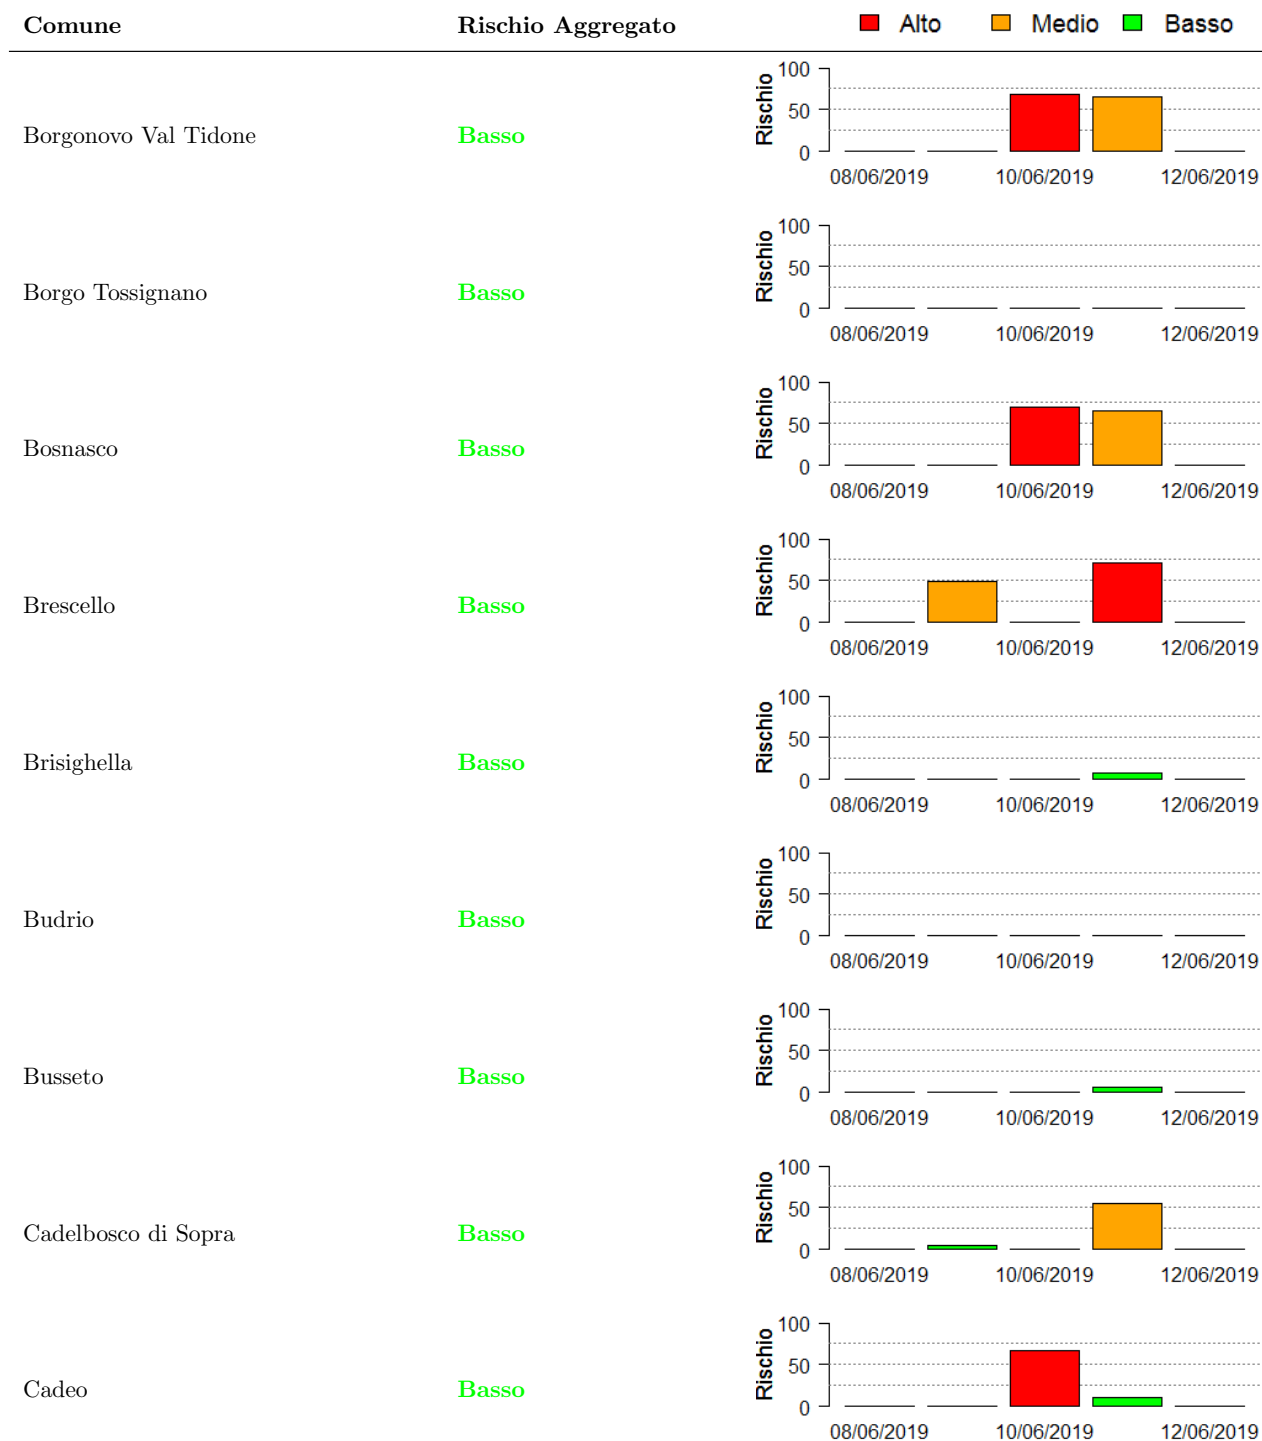 Comune Rischio Aggregato Alto Medio Basso
100
50
0
Rischio
Borgonovo Val Tidone Basso
08/06/2019 10/06/2019 12/06/2019
100
50
0
Rischio
Borgo Tossignano Basso
08/06/2019 10/06/2019 12/06/2019
100
50
0
Rischio
Bosnasco Basso
08/06/2019 10/06/2019 12/06/2019
100
50
0
Rischio
Brescello Basso
08/06/2019 10/06/2019 12/06/2019
100
50
0
Rischio
Brisighella Basso
08/06/2019 10/06/2019 12/06/2019
100
50
0
Rischio
Budrio Basso
08/06/2019 10/06/2019 12/06/2019
100
50
0
Rischio
Busseto Basso
08/06/2019 10/06/2019 12/06/2019
100
50
0
Rischio
Cadelbosco di Sopra Basso
08/06/2019 10/06/2019 12/06/2019
100
50
0
Rischio
Cadeo Basso
08/06/2019 10/06/2019 12/06/2019